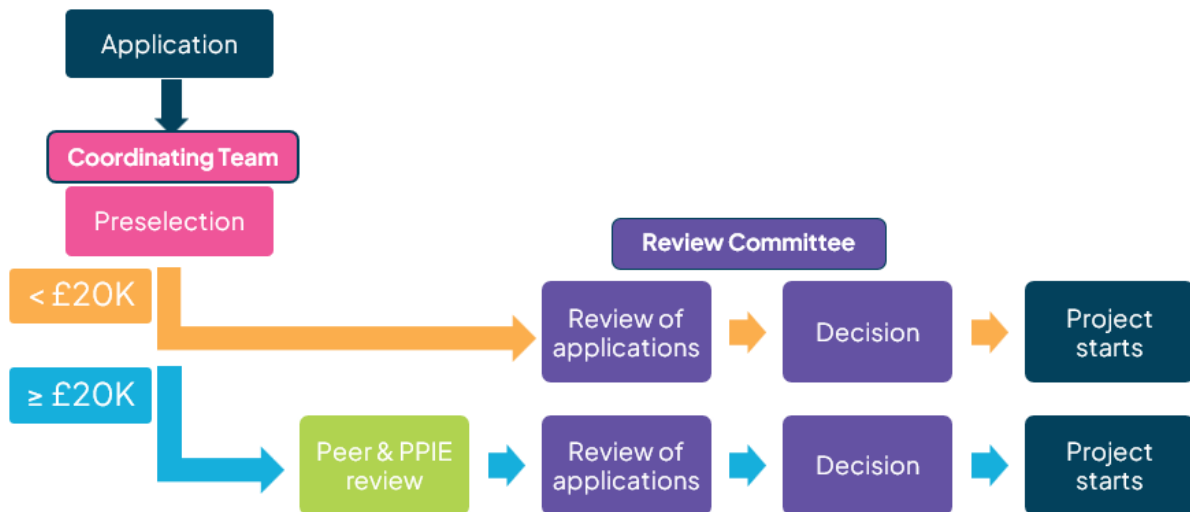 Application
Coordinating Team
Preselection
Review Committee
< £20K
Review of
applications
Decision
Project
starts
≥ £20K
Peer & PPIE
review
Review of
applications
Decision
Project
starts